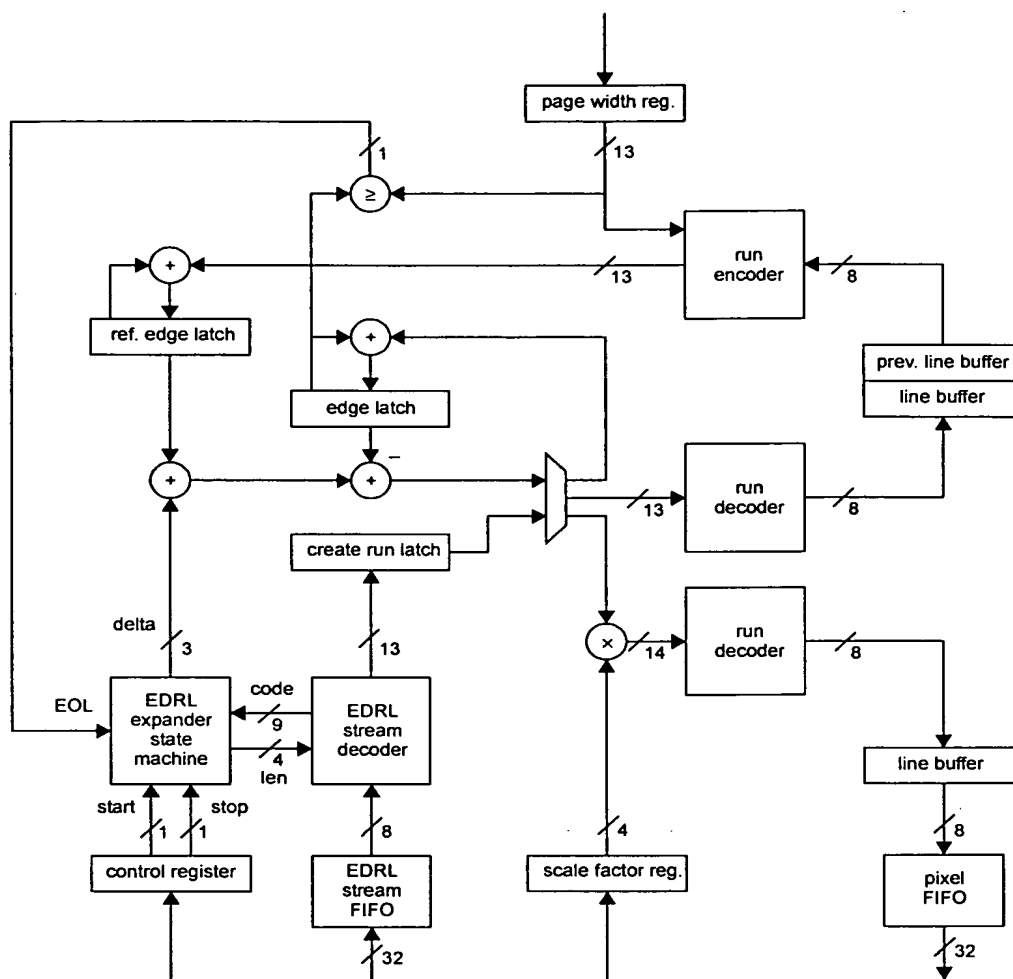 page width reg.
1
13
≥
run
encoder
+
13
8
ref. edge latch
+
prev. line buffer
edge latch
line buffer
–
+
+
run
decoder
13
8
create run latch
delta
run
decoder
3
13
×
14
8
EOL
EDRL
expander
state
machine
code
9
4
len
EDRL
stream
decoder
line buffer
start
stop
1
1
8
4
8
control register
EDRL
stream
FIFO
scale factor reg.
pixel
FIFO
32
32